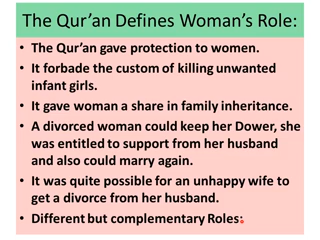 The Qur'an Defines Woman's Role:
• The Qur'an gave protection to women.
• It forbade the custom of killing unwanted
infant girls.
• It gave woman a share in family inheritance.
• A divorced woman could keep her Dower, she
was entitled to support from her husband
and also could marry again.
• It was quite possible for an unhappy wife to
get a divorce from her husband.
• Different but complementary Roles: